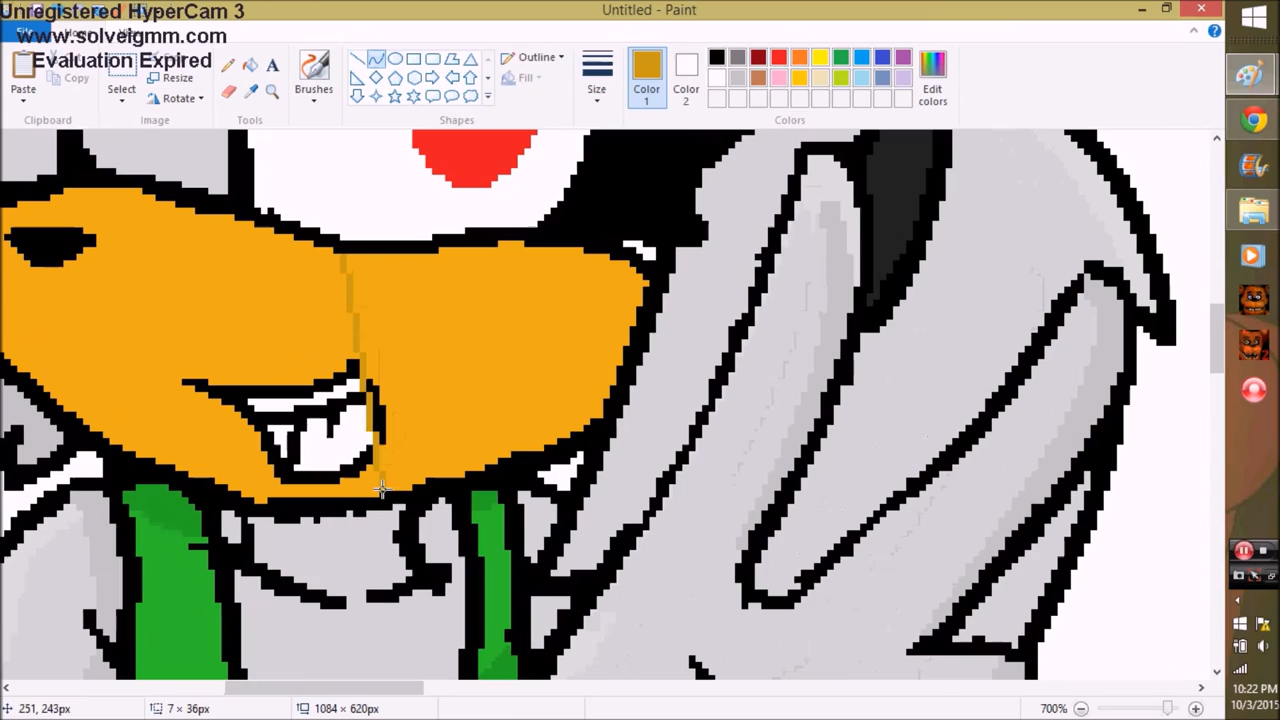 Unregistered HyperCam 3
Untitled - Paint
www.solveigmm.com
Evaluation Expired
Paste
Copy
Select
Resize
Rotate
A
Brushes
Outline
Fill
Size
Color 1
Color 2
Edit colors
Clipboard
Image
Tools
Shapes
Colors
251, 243px
7 × 36px
1084 × 620px
700%
10:22 PM
10/3/2015